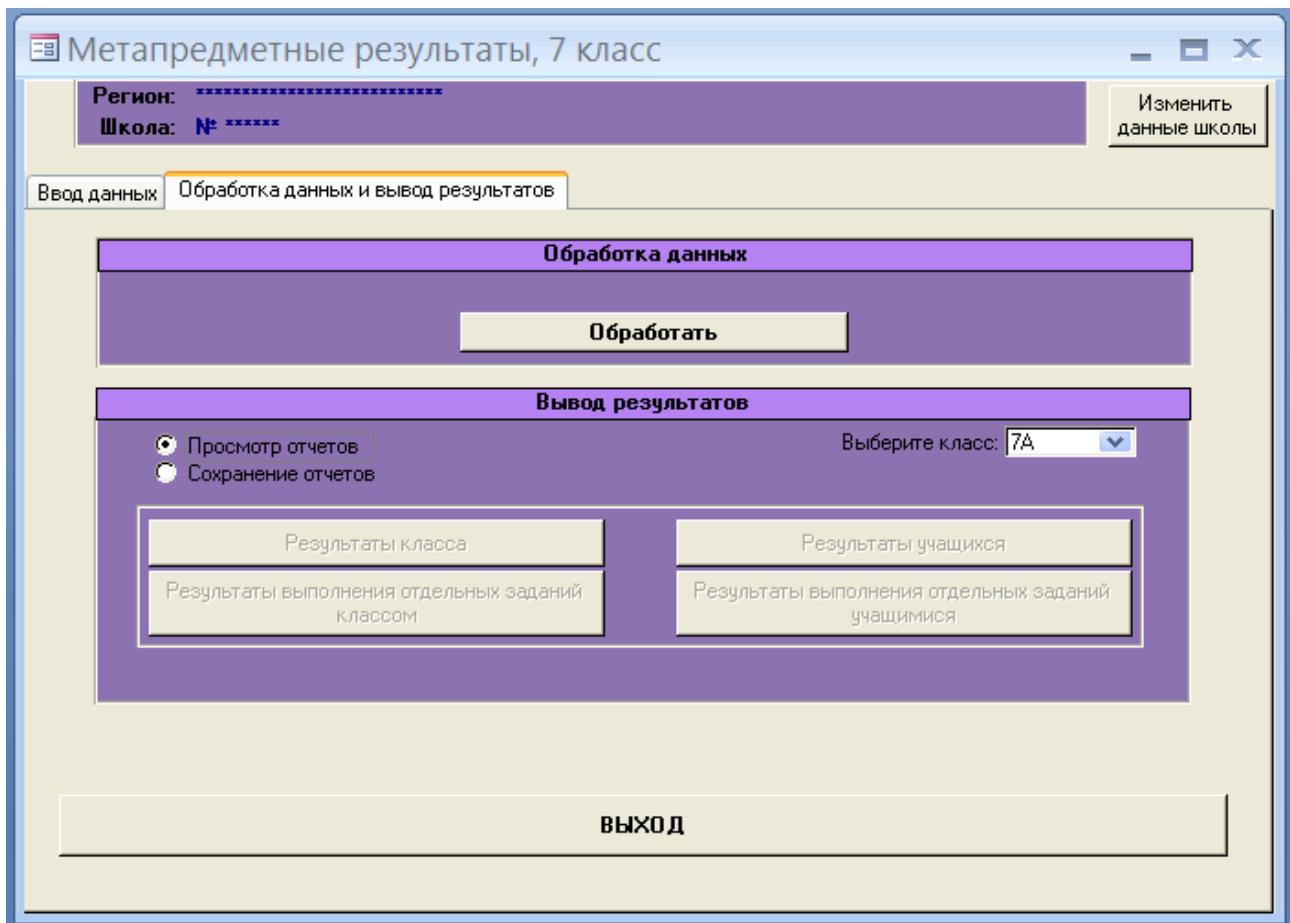 Метапредметные результаты, 7 класс
Регион: ***************************
Школа: № ******
Изменить
данные школы
Ввод данных
Обработка данных и вывод результатов
Обработка данных
Обработать
Вывод результатов
Просмотр отчетов
Выберите класс: 7А
Сохранение отчетов
Результаты класса
Результаты учащихся
Результаты выполнения отдельных заданий
классом
Результаты выполнения отдельных заданий
учащимися
ВЫХОД